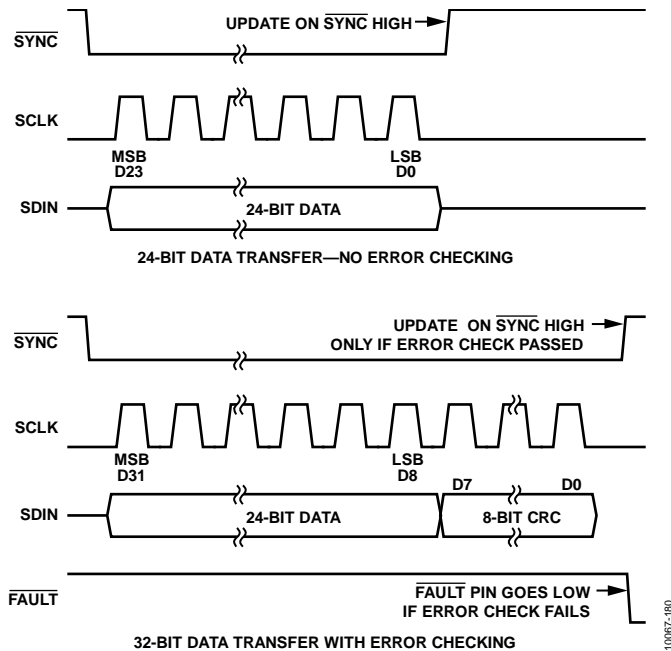 UPDATE ON SYNC HIGH
SYNC
SCLK
MSB
D23
LSB
D0
SDIN
24-BIT DATA
24-BIT DATA TRANSFER—NO ERROR CHECKING
UPDATE ON SYNC HIGH
ONLY IF ERROR CHECK PASSED
SYNC
SCLK
MSB
D31
LSB
D8
D7
D0
SDIN
24-BIT DATA
8-BIT CRC
FAULT
FAULT PIN GOES LOW
IF ERROR CHECK FAILS
32-BIT DATA TRANSFER WITH ERROR CHECKING
10067-180